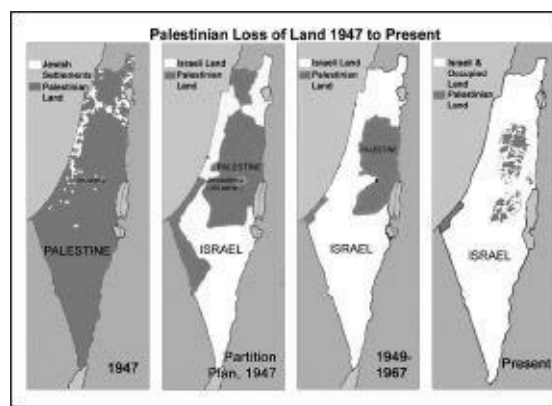 Palestinian Loss of Land 1947 to Present
Jewish
Settlements
Palestinian
Land
PALESTINE
1947
Israeli Land
Palestinian
Land
PALESTINE
ISRAEL
Partition
Plan, 1947
Israeli Land
Palestinian
Land
PALESTINE
ISRAEL
1949-
1967
Israeli &
Occupied Land
Palestinian
Land
ISRAEL
Present